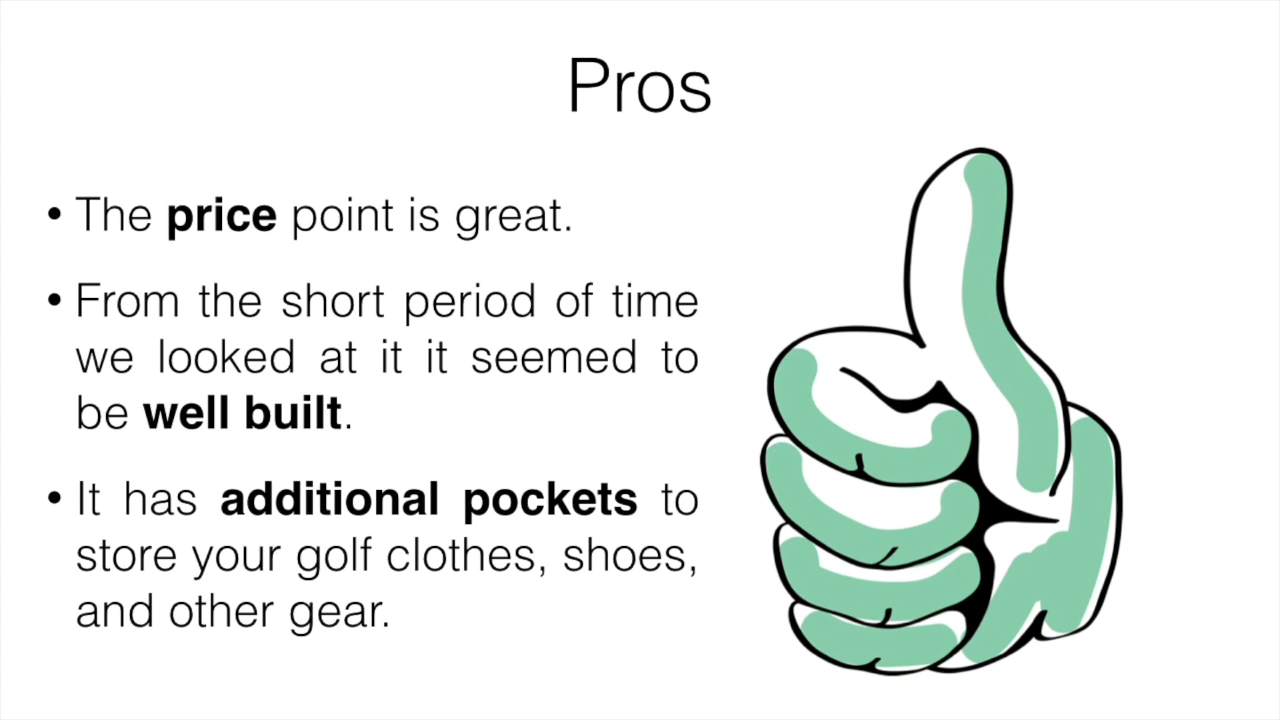 Pros
• The price point is great.
• From the short period of time
we looked at it it seemed to
be well built.
• It has additional pockets to
store your golf clothes, shoes,
and other gear.